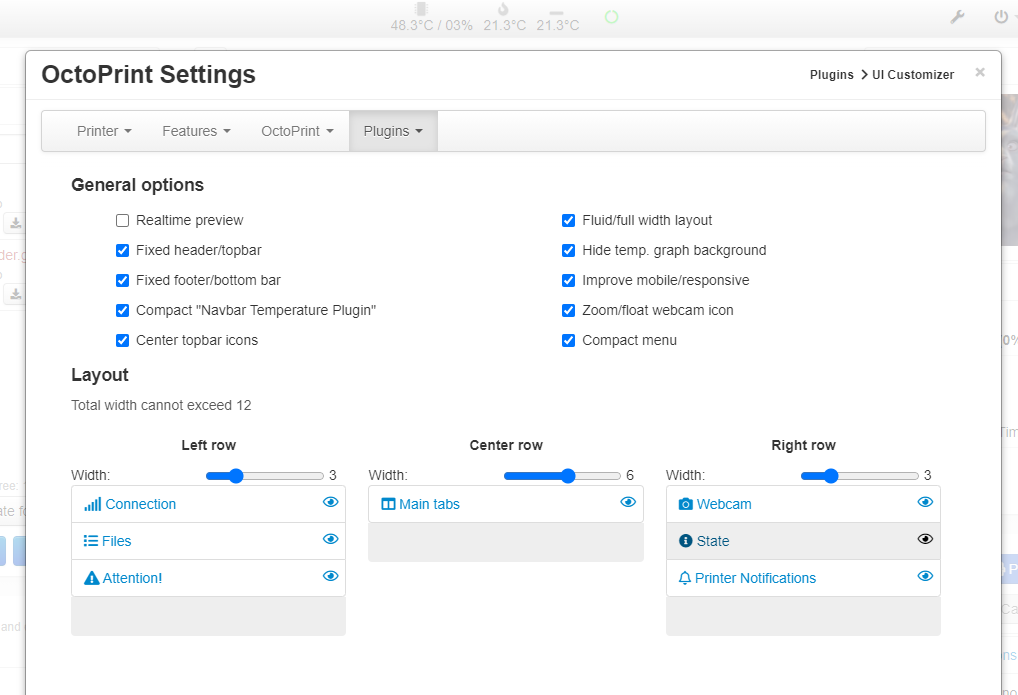 48.3°C / 03% 21.3°C 21.3°C
OctoPrint Settings
Plugins > UI Customizer ×
Printer Features OctoPrint Plugins
General options
Realtime preview
Fluid/full width layout
Fixed header/topbar
Hide temp. graph background
Fixed footer/bottom bar
Improve mobile/responsive
Compact "Navbar Temperature Plugin"
Zoom/float webcam icon
Center topbar icons
Compact menu
Layout
Total width cannot exceed 12
Left row
Center row
Right row
Width: 3
Width: 6
Width: 3
Connection
Main tabs
Webcam
Files
State
Attention!
Printer Notifications
and